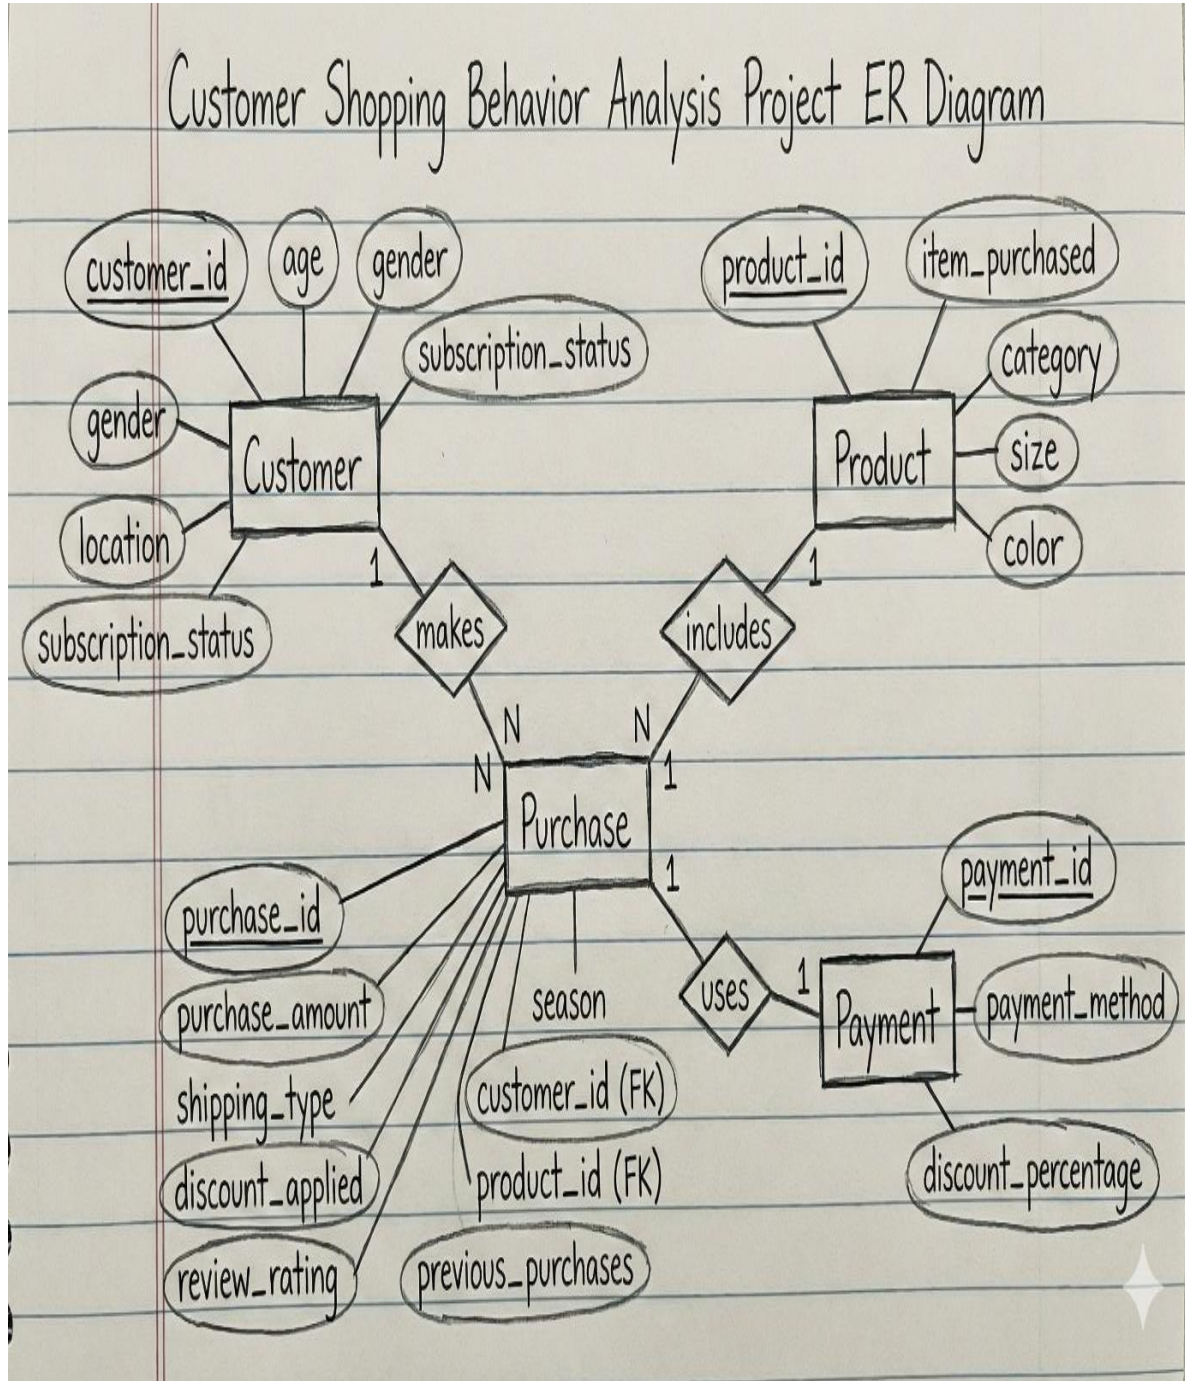 Customer Shopping Behavior Analysis Project ER Diagram
customer_id
age
gender
subscription_status
gender
Customer
location
subscription_status
product_id
item_purchased
category
Product
size
color
1
makes
N
1
includes
N
N
1
Purchase
1
purchase_id
purchase_amount
shipping_type
discount_applied
review_rating
season
customer_id (FK)
product_id (FK)
previous_purchases
uses
1
payment_id
Payment
payment_method
discount_percentage